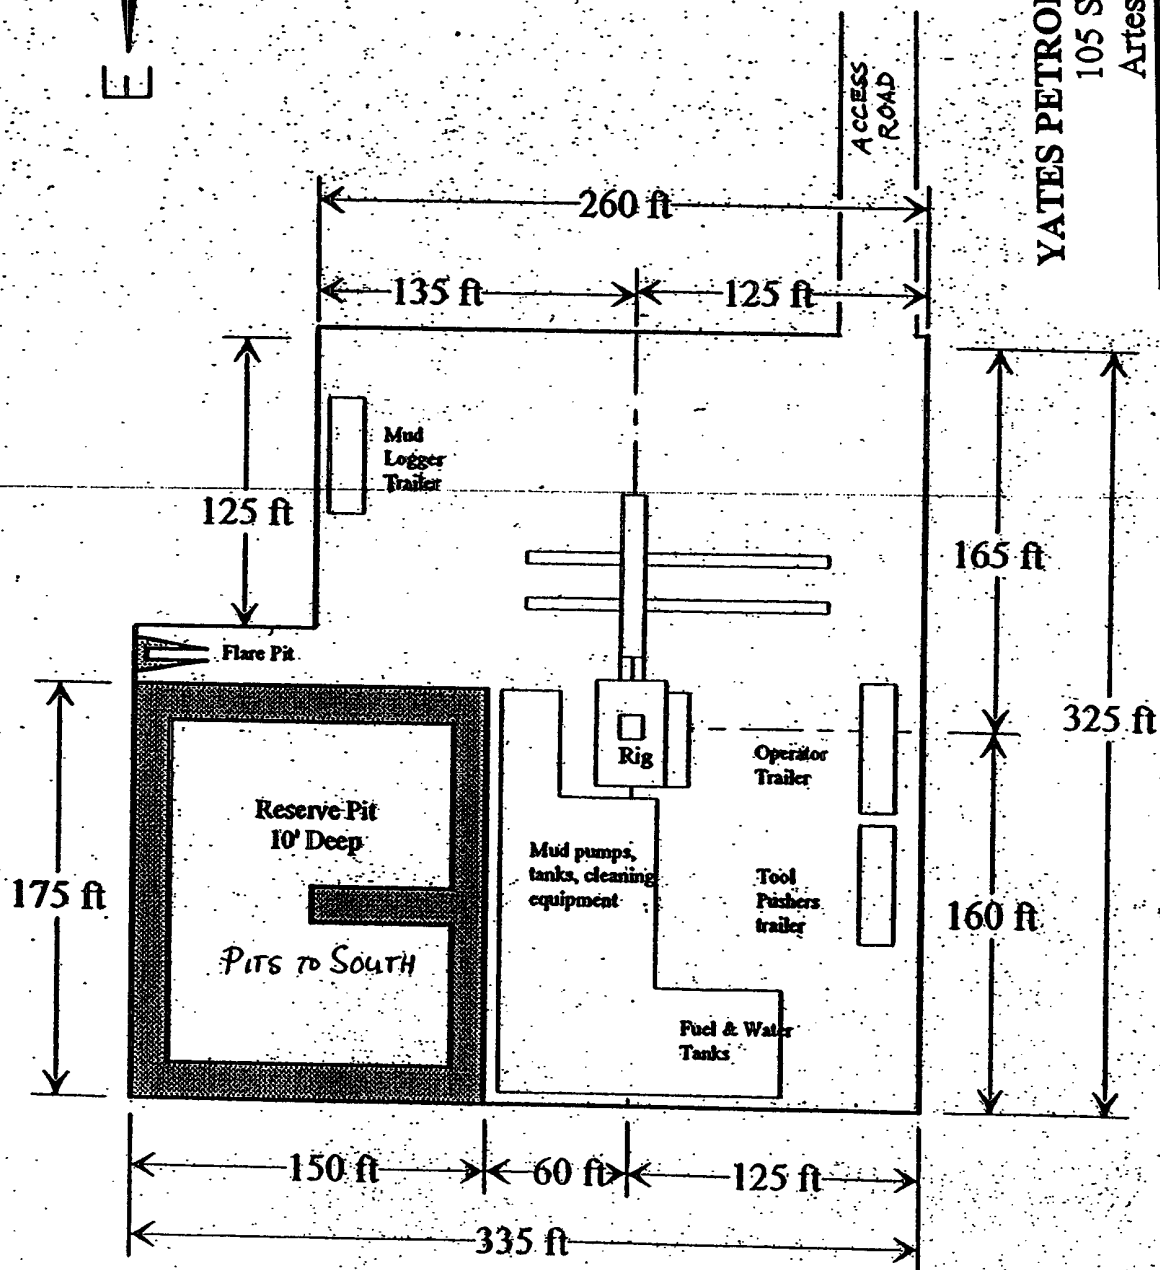 E
YATES PETRO
105 S
Artes
ACCESS
ROAD
260 ft
135 ft
125 ft
125 ft
Mud
Logger
Trailer
165 ft
325 ft
Flare Pit
Rig
Operator
Trailer
Reserve Pit
10' Deep
Mud pumps,
tanks, cleaning
equipment
Tool
Pushers
trailer
175 ft
160 ft
PITS TO SOUTH
Fuel & Water
Tanks
150 ft
60 ft
125 ft
335 ft